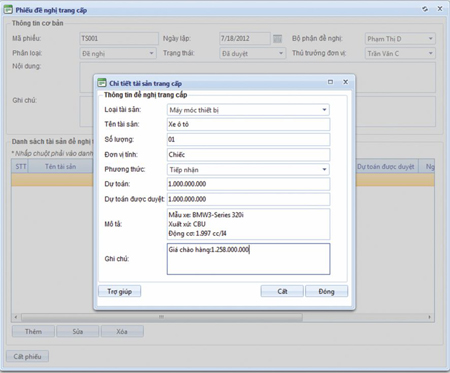 Phiếu đề nghị trang cấp
Thông tin cơ bản
Mã phiếu: TS001 Ngày lập: 7/18/2012 Bộ phận đề nghị: Phạm Thị D
Phân loại: Đề nghị Trạng thái: Đã duyệt Thủ trưởng đơn vị: Trần Văn C
Nội dung:
Ghi chú:
Chi tiết tài sản trang cấp
Thông tin đề nghị trang cấp
Loại tài sản: Máy móc thiết bị
Tên tài sản: Xe ô tô
Số lượng: 01
Đơn vị tính: Chiếc
Phương thức: Tiếp nhận
Dự toán: 1.000.000.000
Dự toán được duyệt: 1.000.000.000
Mô tả: Mẫu xe: BMW3-Series 320i
Xuất xứ: CBU
Động cơ: 1.997 cc/I4
Ghi chú: Giá chào hàng:1.258.000.000
Trợ giúp Cất Đóng
Danh sách tài sản đề nghị
* Nhấp chuột phải vào danh
STT Tên tài sản Dự toán được duyệt Ng
Thêm Sửa Xóa
Cất phiếu